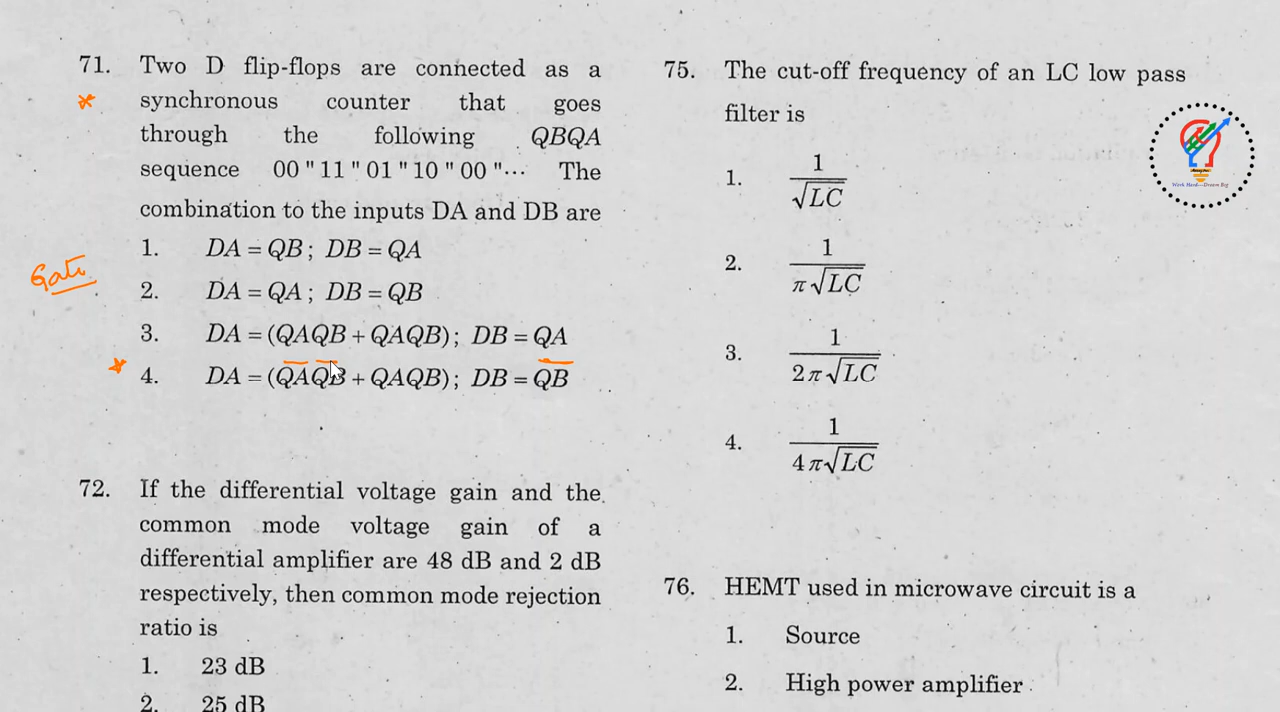 71. Two D flip-flops are connected as a
synchronous counter that goes
through the following QBQA
sequence 00 " 11 " 01 " 10 " 00 "··· The
combination to the inputs DA and DB are
1. DA = QB ; DB = QA
Gate
2. DA = QA ; DB = QB
3. DA = (QAQB + QAQB) ; DB = QA
4. DA = (Q̅A̅Q̅B̅ + QAQB) ; DB = Q̅B̅
72. If the differential voltage gain and the
common mode voltage gain of a
differential amplifier are 48 dB and 2 dB
respectively, then common mode rejection
ratio is
1. 23 dB
2. 25 dB
75. The cut-off frequency of an LC low pass
filter is
1. 1/√LC
2. 1/π√LC
3. 1/2π√LC
4. 1/4π√LC
76. HEMT used in microwave circuit is a
1. Source
2. High power amplifier
Work Hard---Dream Big